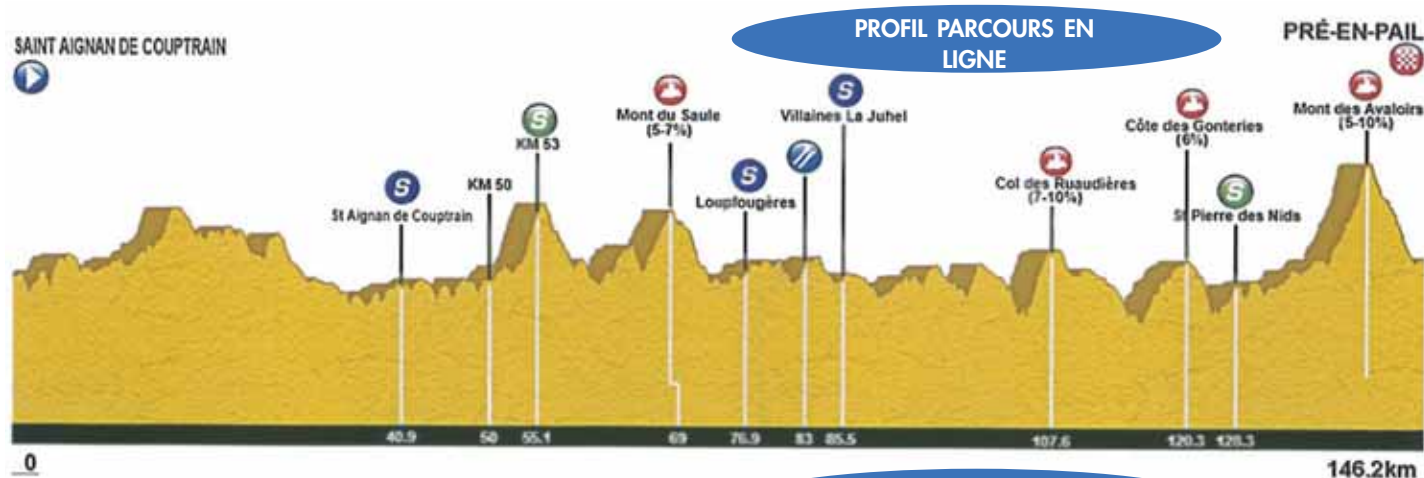 PROFIL PARCOURS EN
LIGNE
SAINT AIGNAN DE COUPTRAIN
PRÉ-EN-PAIL
S
St Aignan de Couptrain
KM 50
S
KM 53
Mont du Saule
(5-7%)
S
Louplougères
S
Villaines La Juhel
Col des Ruaudières
(7-10%)
Côte des Gonteries
(6%)
S
St Pierre des Nids
Mont des Avaloirs
(5-10%)
40.9 50 55.1 69 76.9 83 85.5 107.6 120.3 128.3
0
146.2km